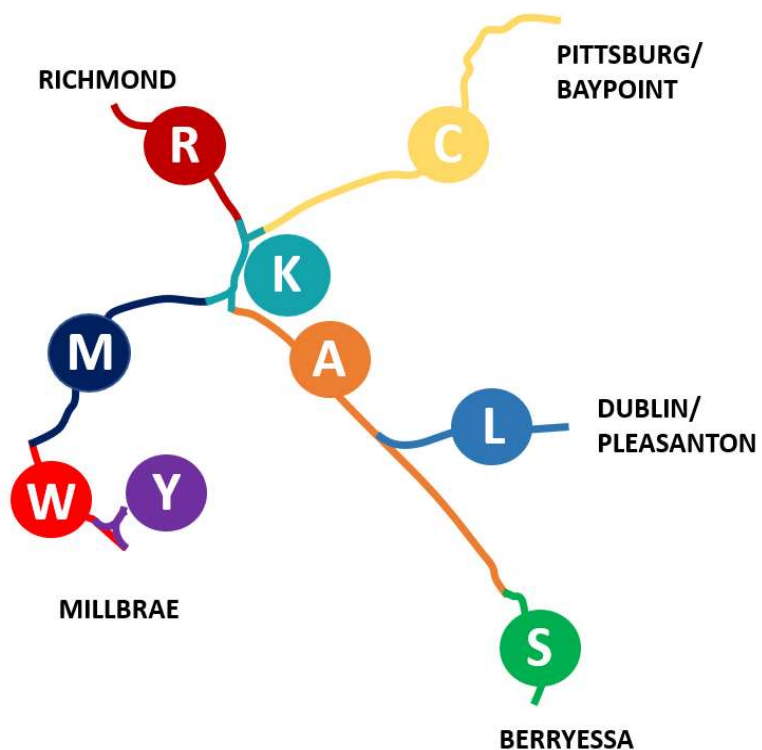 PITTSBURG/
BAYPOINT
RICHMOND
R
C
K
M
A
L
DUBLIN/
PLEASANTON
W
Y
MILLBRAE
S
BERRYESSA